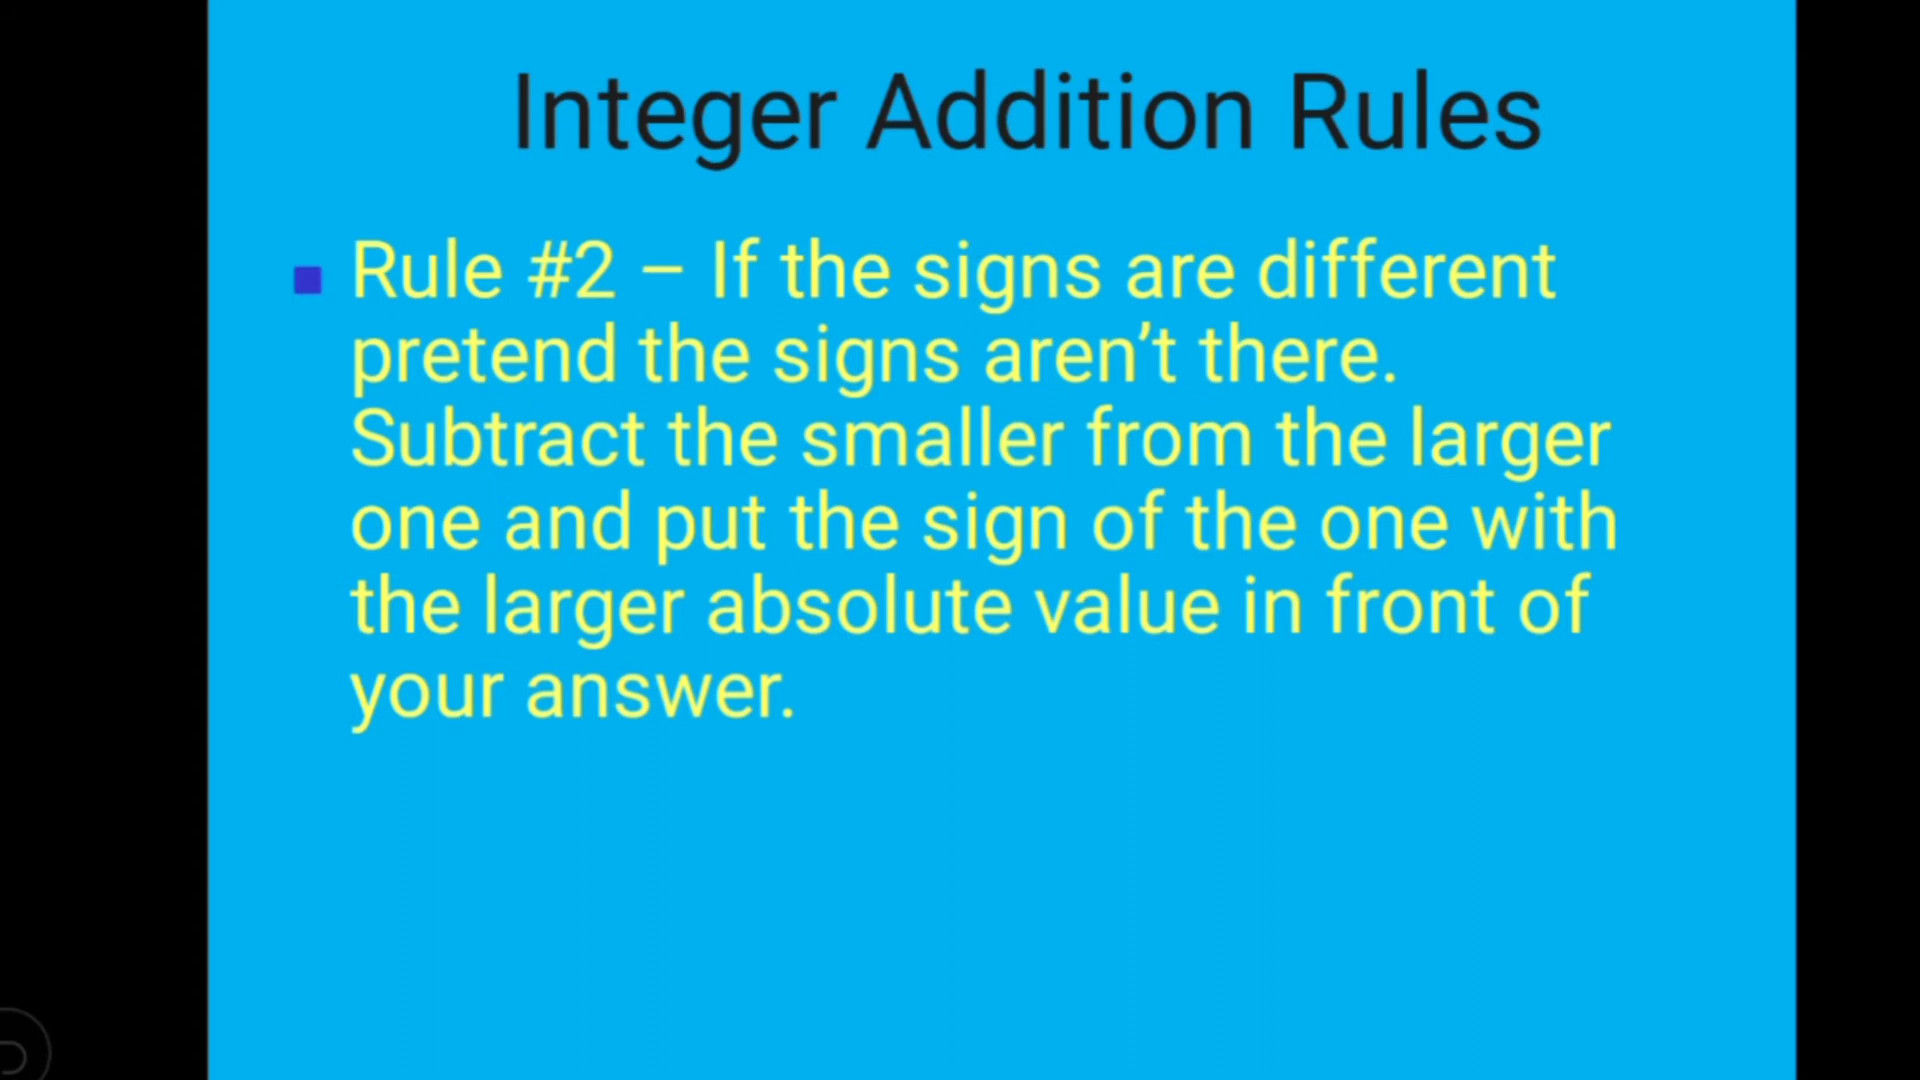 Integer Addition Rules
Rule #2 – If the signs are different
pretend the signs aren’t there.
Subtract the smaller from the larger
one and put the sign of the one with
the larger absolute value in front of
your answer.